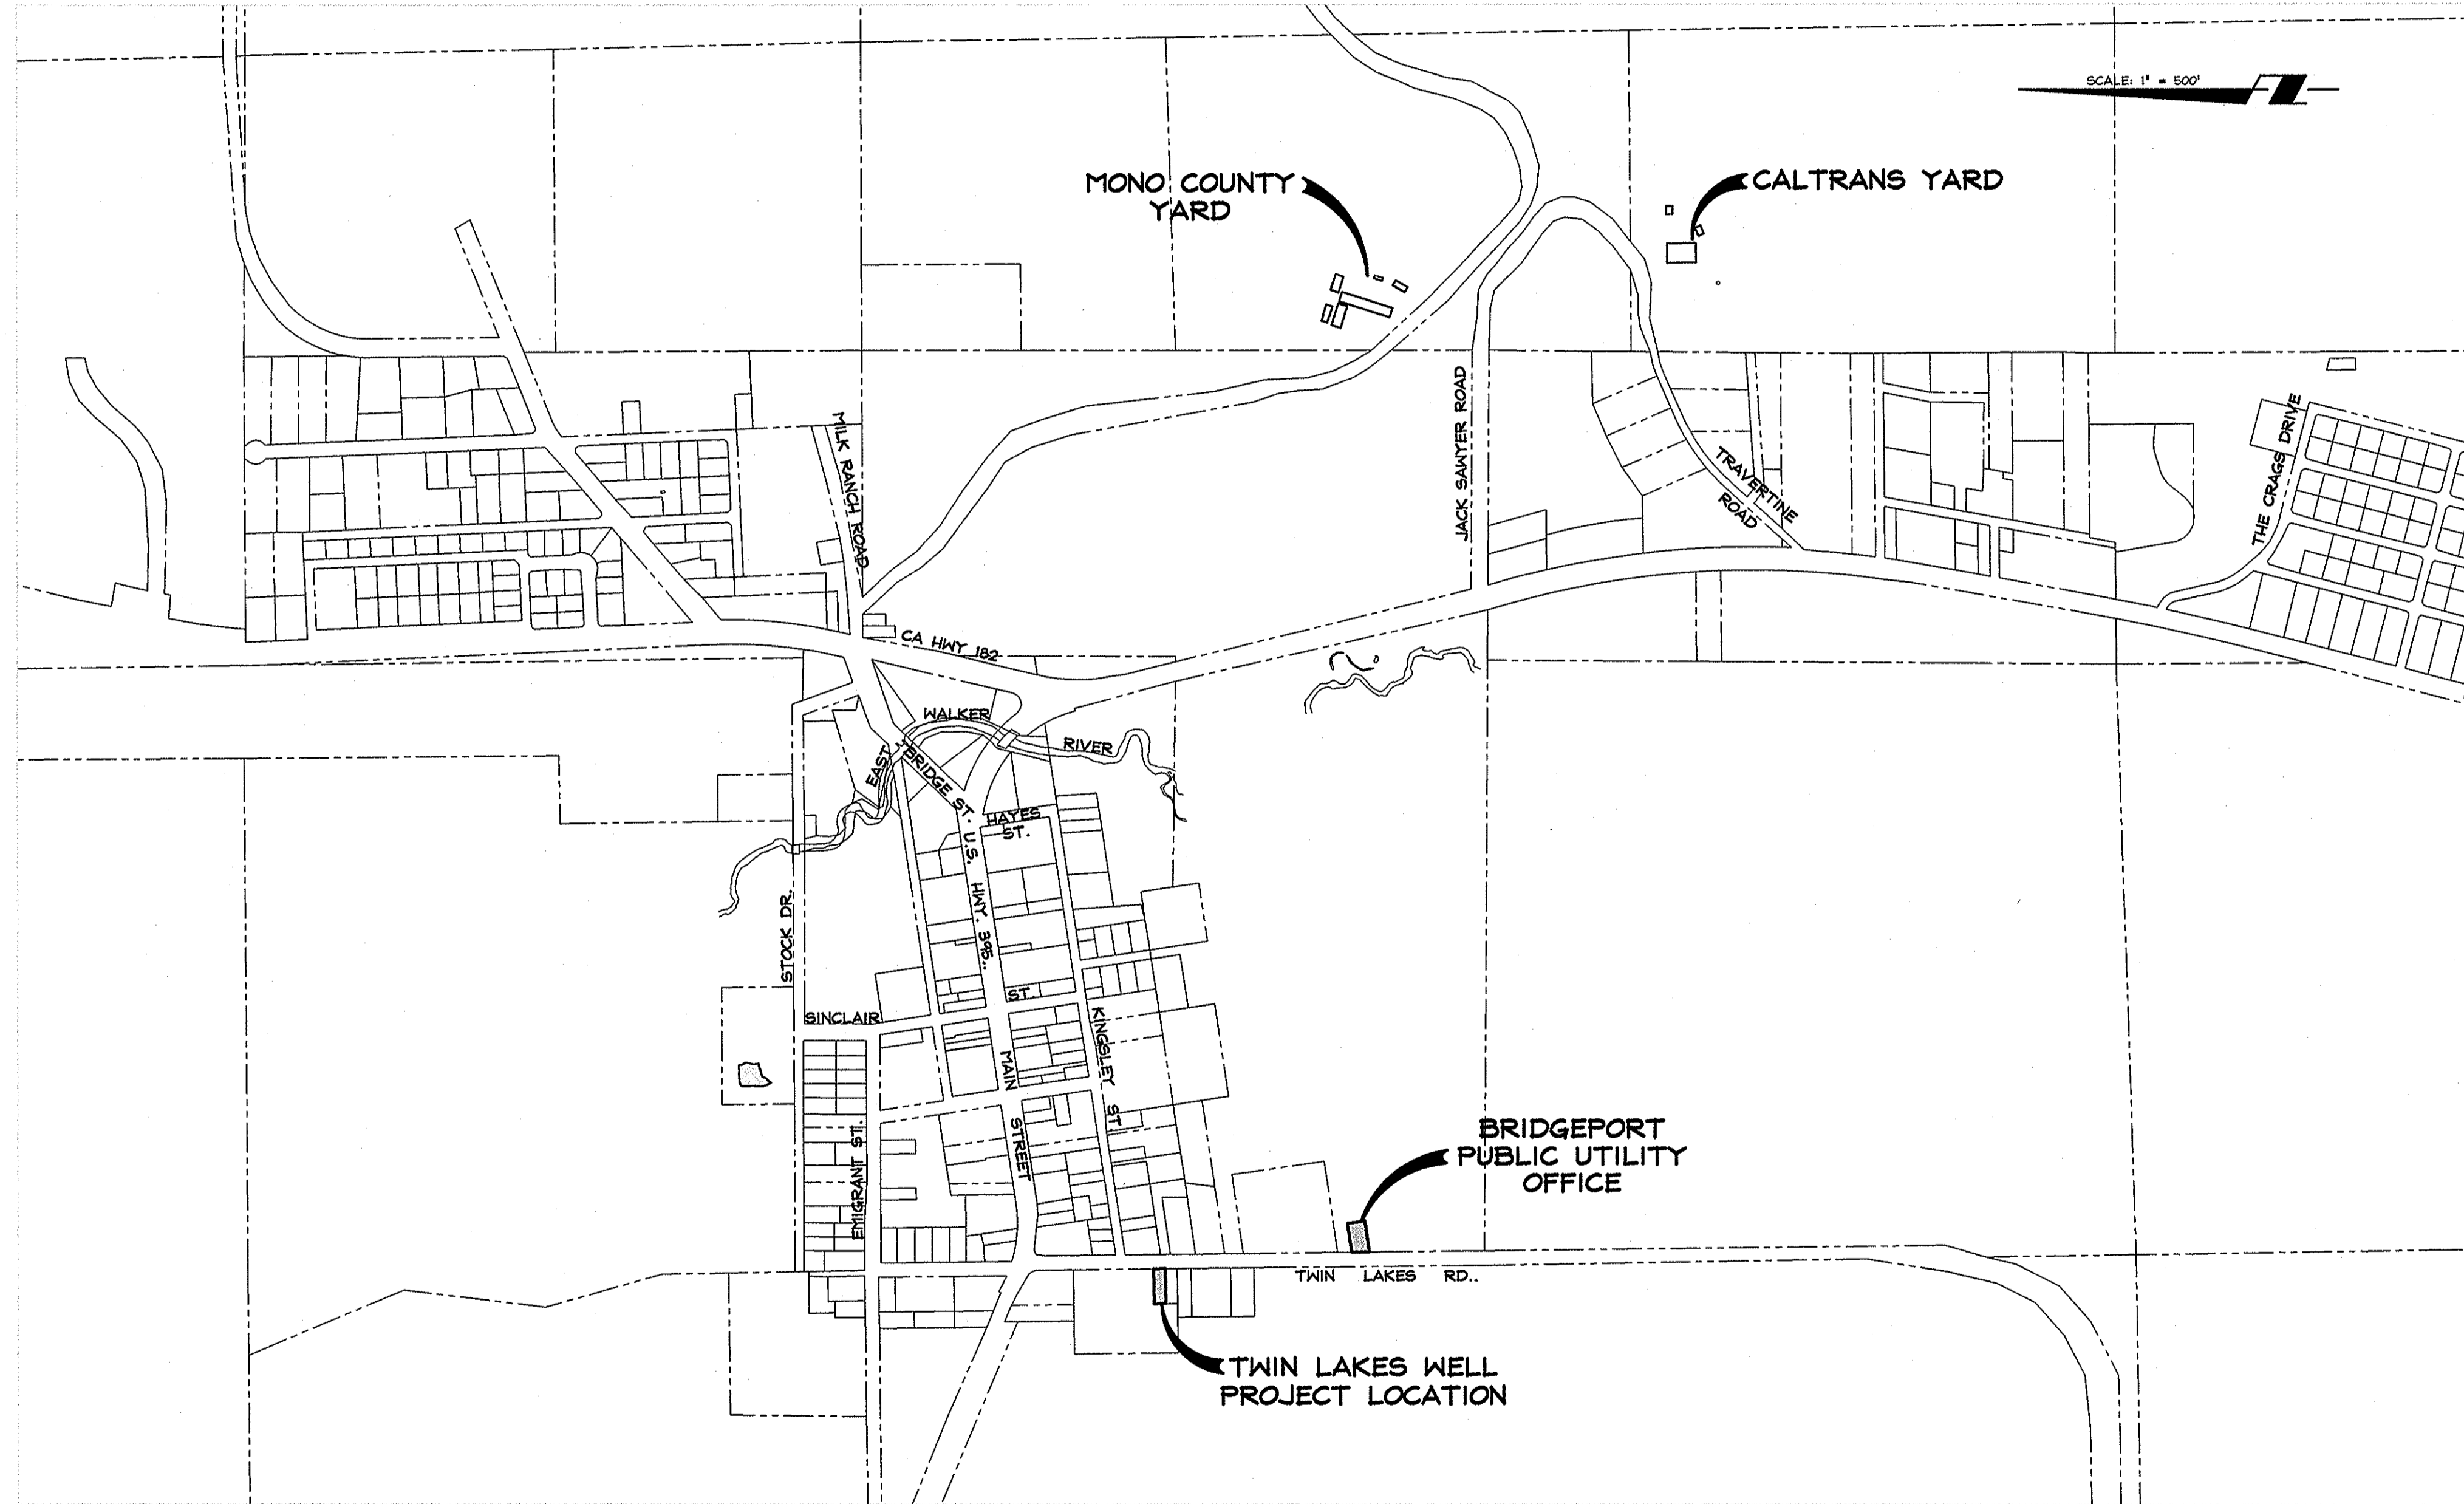 SCALE: 1" = 500'
MONO COUNTY
YARD
CALTRANS YARD
MILK RANCH ROAD
JACK SAWYER ROAD
TRAVERTINE
ROAD
THE CRAGS DRIVE
CA HWY 182
WALKER
RIVER
EAST
BRIDGE ST.
HAYES
ST.
U.S. HWY. 395..
STOCK DR.
SINCLAIR
ST.
KINGSLEY ST.
MAIN STREET
EMIGRANT ST.
BRIDGEPORT
PUBLIC UTILITY
OFFICE
TWIN LAKES RD..
TWIN LAKES WELL
PROJECT LOCATION